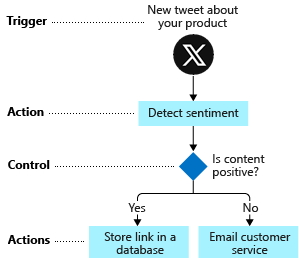 Trigger
New tweet about
your product
Action
Detect sentiment
Control
Is content
positive?
Yes
No
Actions
Store link in a
database
Email customer
service